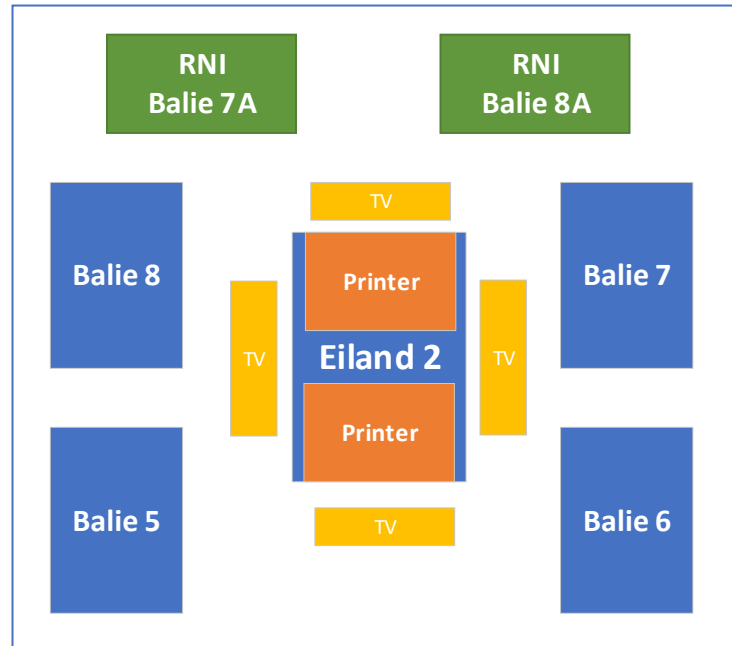 RNI
Balie 7A
RNI
Balie 8A
TV
Balie 8
Printer
Balie 7
TV
Eiland 2
TV
Printer
Balie 5
TV
Balie 6